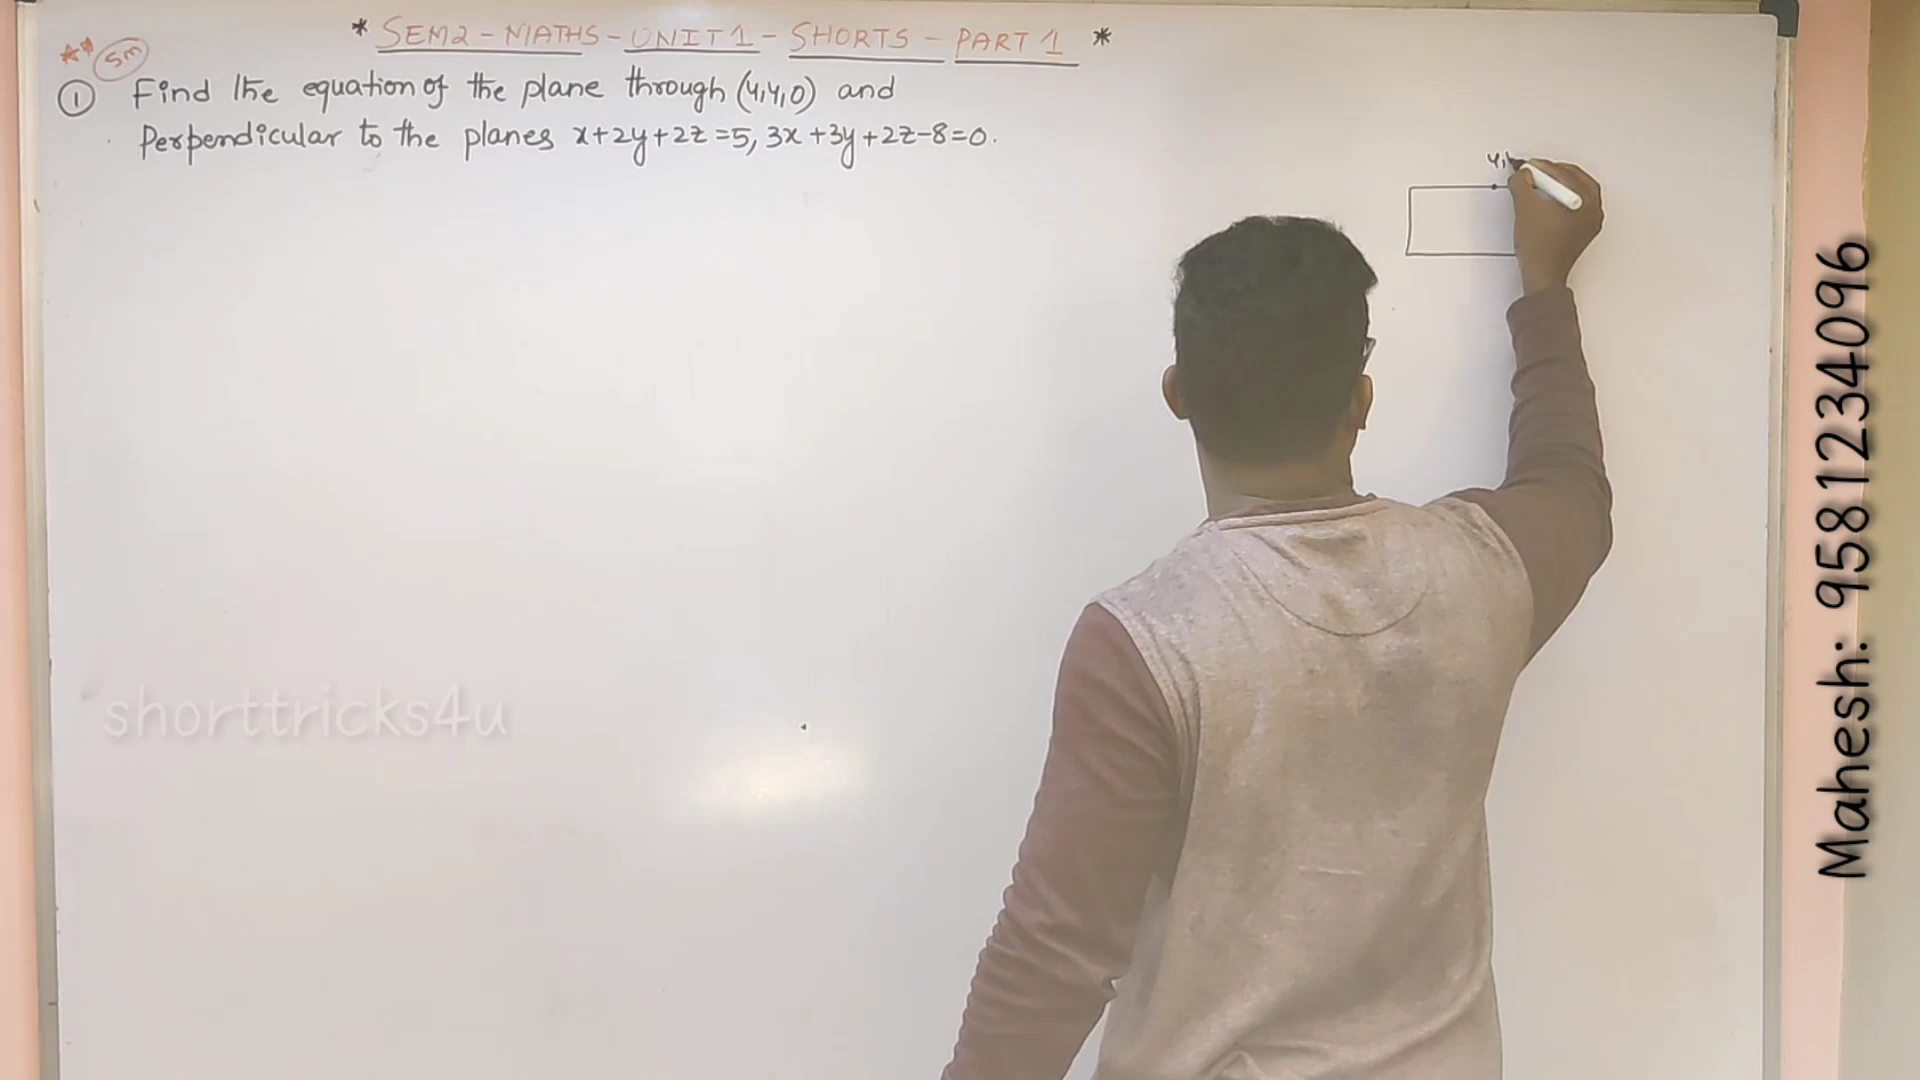 * SEM2 - MATHS - UNIT 1 - SHORTS - PART 1 *
** 5m
① Find the equation of the plane through (4,4,0) and
Perpendicular to the planes x+2y+2z=5, 3x+3y+2z-8=0.
4,
shorttricks4u
Mahesh: 9581234096